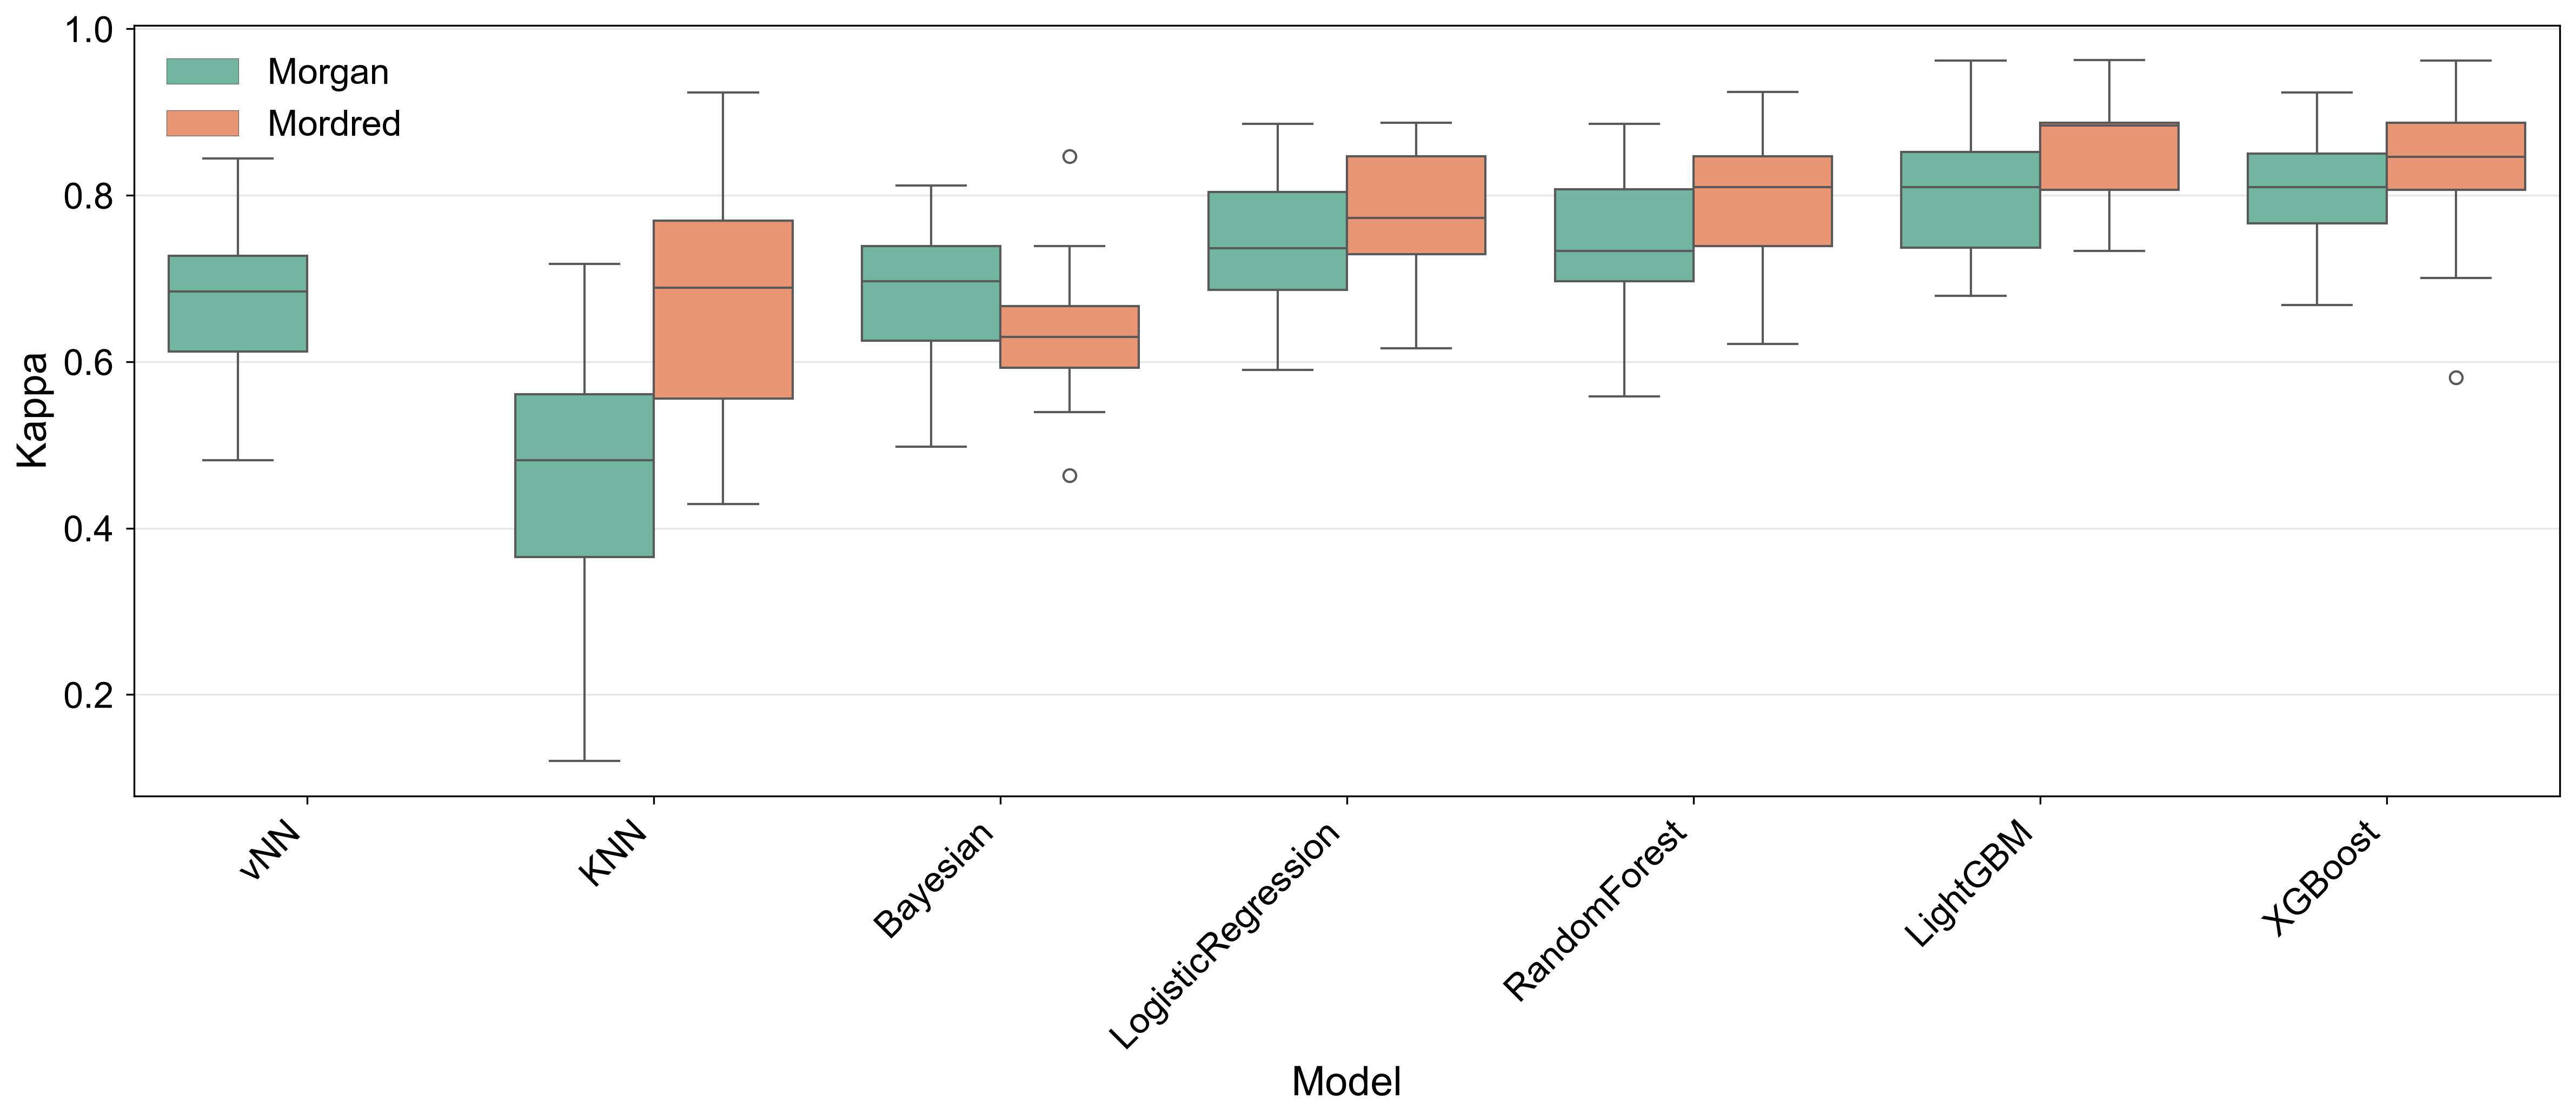 Morgan
Mordred
1.0
0.8
0.6
0.4
0.2
Kappa
vNN
KNN
Bayesian
LogisticRegression
RandomForest
LightGBM
XGBoost
Model